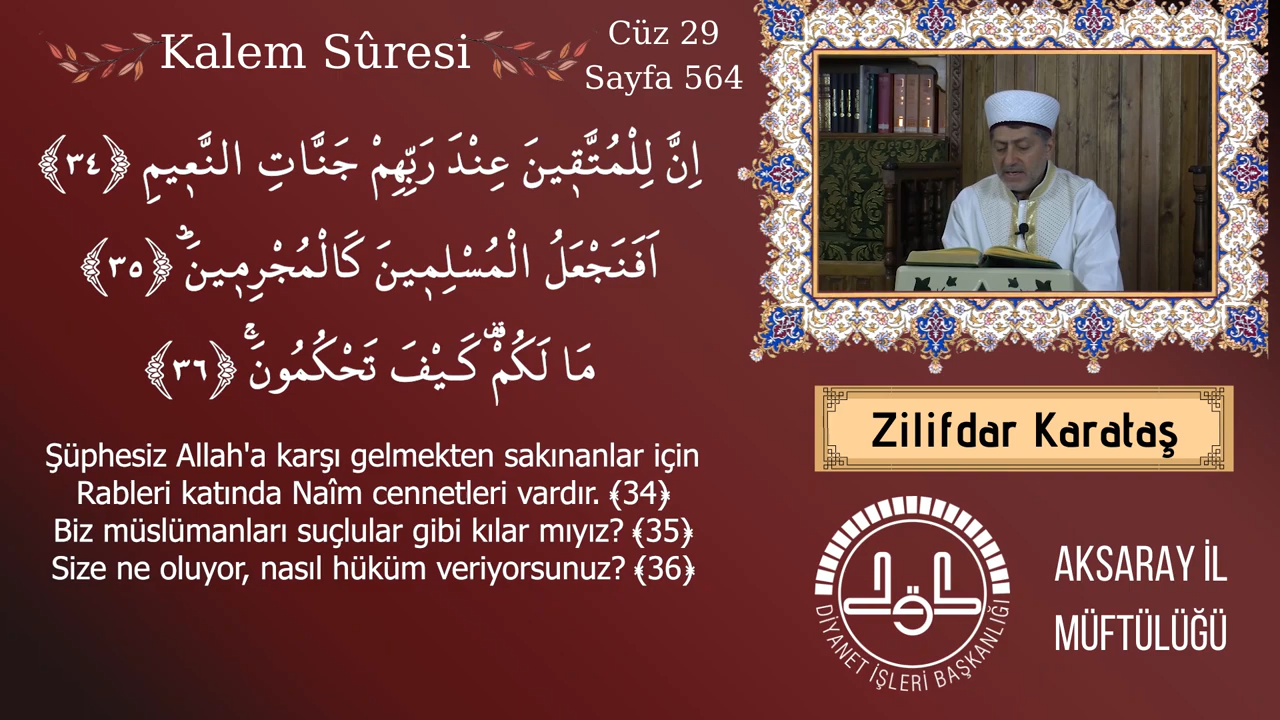 Kalem Sûresi
Cüz 29
Sayfa 564
اِنَّ لِلْمُتَّق۪ينَ عِنْدَ رَبِّهِمْ جَنَّاتِ النَّع۪يمِ ﴿٣٤﴾
اَفَنَجْعَلُ الْمُسْلِم۪ينَ كَالْمُجْرِم۪ينَۜ ﴿٣٥﴾
مَا لَكُمْ۠ كَيْفَ تَحْكُمُونَۚ ﴿٣٦﴾
Şüphesiz Allah'a karşı gelmekten sakınanlar için
Rableri katında Naîm cennetleri vardır. ﴾34﴿
Biz müslümanları suçlular gibi kılar mıyız? ﴾35﴿
Size ne oluyor, nasıl hüküm veriyorsunuz? ﴾36﴿
Zilifdar Karataş
DİYANET İŞLERİ BAŞKANLIĞI
AKSARAY İL
MÜFTÜLÜĞÜ